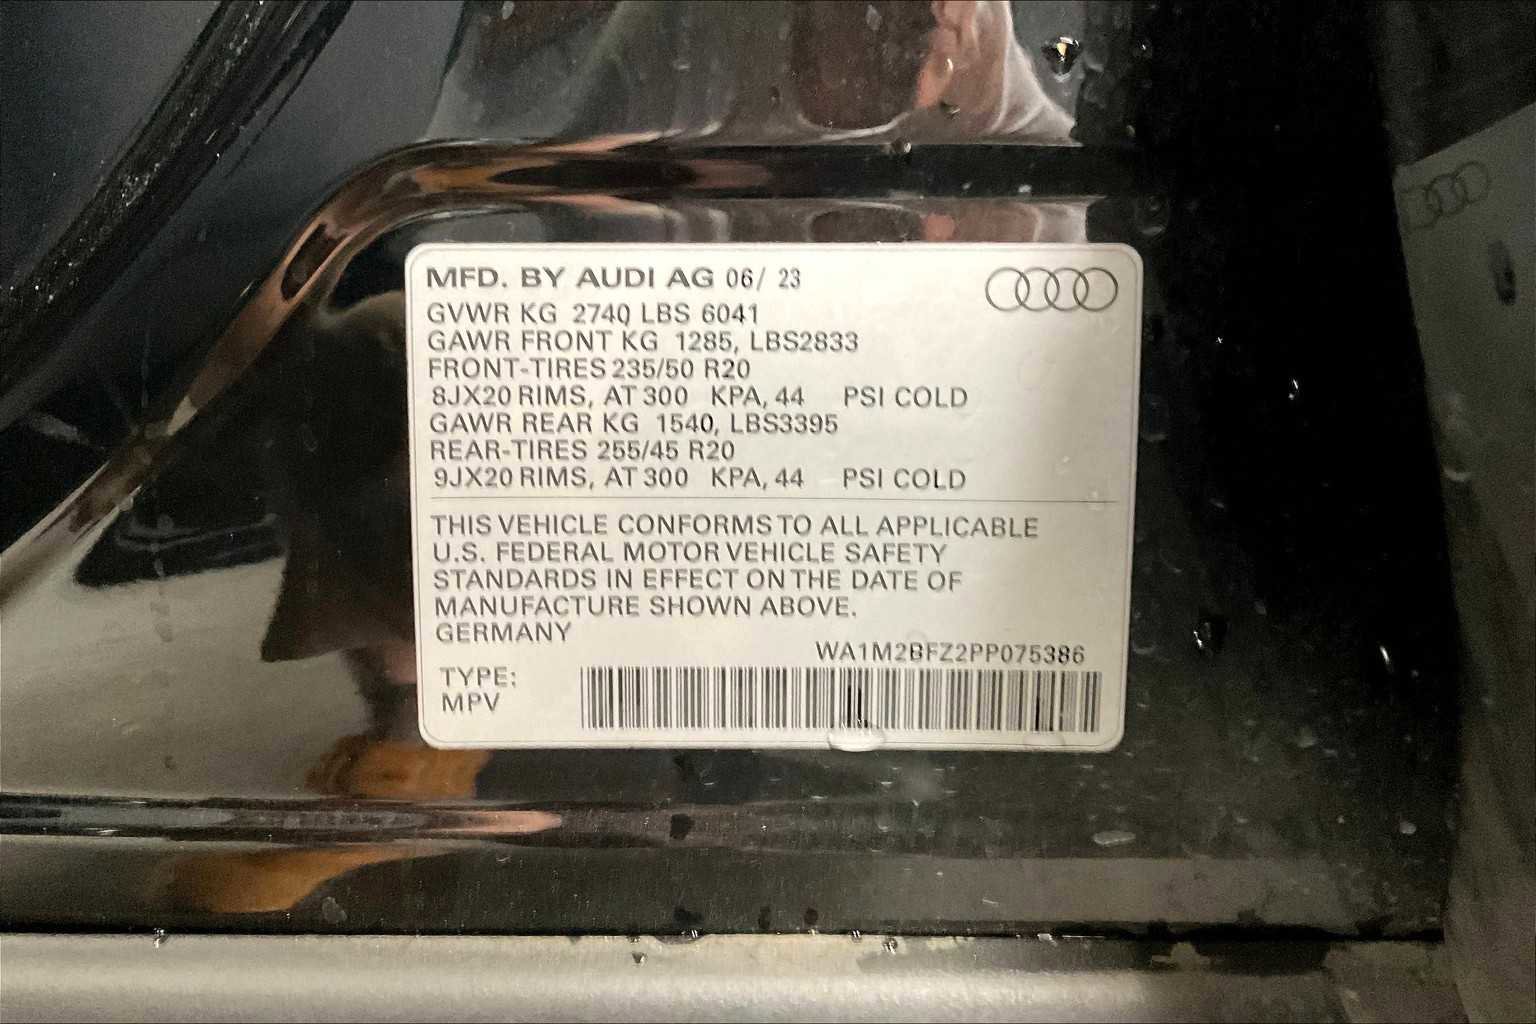 MFD. BY AUDI AG 06/ 23
GVWR KG 2740 LBS 6041
GAWR FRONT KG 1285, LBS2833
FRONT-TIRES 235/50 R20
8JX20 RIMS, AT 300 KPA, 44 PSI COLD
GAWR REAR KG 1540, LBS3395
REAR-TIRES 255/45 R20
9JX20 RIMS, AT 300 KPA, 44 PSI COLD
THIS VEHICLE CONFORMS TO ALL APPLICABLE
U.S. FEDERAL MOTOR VEHICLE SAFETY
STANDARDS IN EFFECT ON THE DATE OF
MANUFACTURE SHOWN ABOVE.
GERMANY
WA1M2BFZ2PP075386
TYPE:
MPV